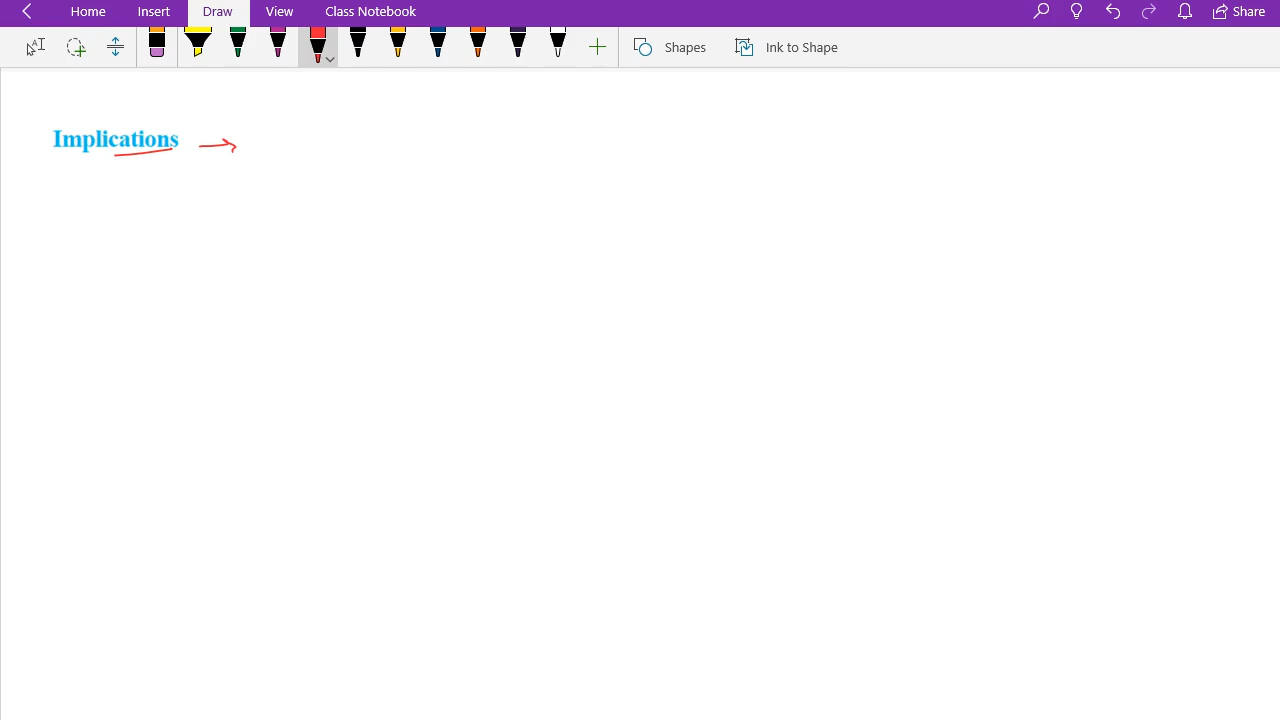 Home Insert Draw View Class Notebook Share
Shapes Ink to Shape
Implications →